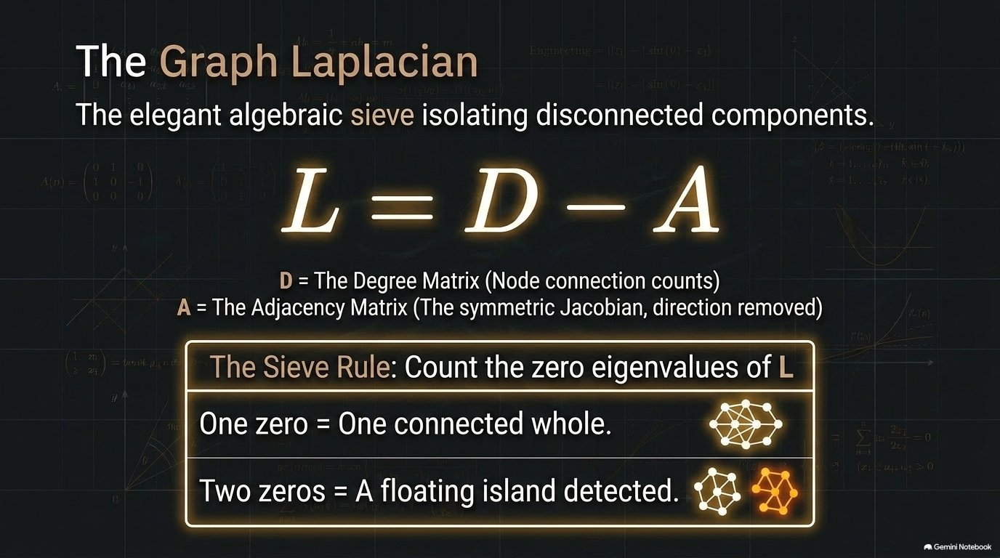 The Graph Laplacian
The elegant algebraic sieve isolating disconnected components.
L = D − A
D = The Degree Matrix (Node connection counts)
A = The Adjacency Matrix (The symmetric Jacobian, direction removed)
The Sieve Rule: Count the zero eigenvalues of L
One zero = One connected whole.
Two zeros = A floating island detected.
Gemini Notebook